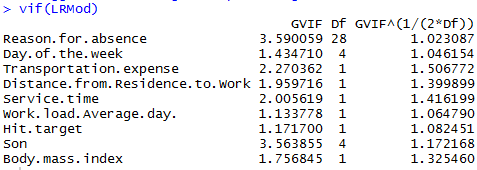 > vif(LRMod)
GVIF Df GVIF^(1/(2*Df))
Reason.for.absence 3.590059 28 1.023087
Day.of.the.week 1.434710 4 1.046154
Transportation.expense 2.270362 1 1.506772
Distance.from.Residence.to.Work 1.959716 1 1.399899
Service.time 2.005619 1 1.416199
Work.load.Average.day. 1.133778 1 1.064790
Hit.target 1.171700 1 1.082451
Son 3.563855 4 1.172168
Body.mass.index 1.756845 1 1.325460